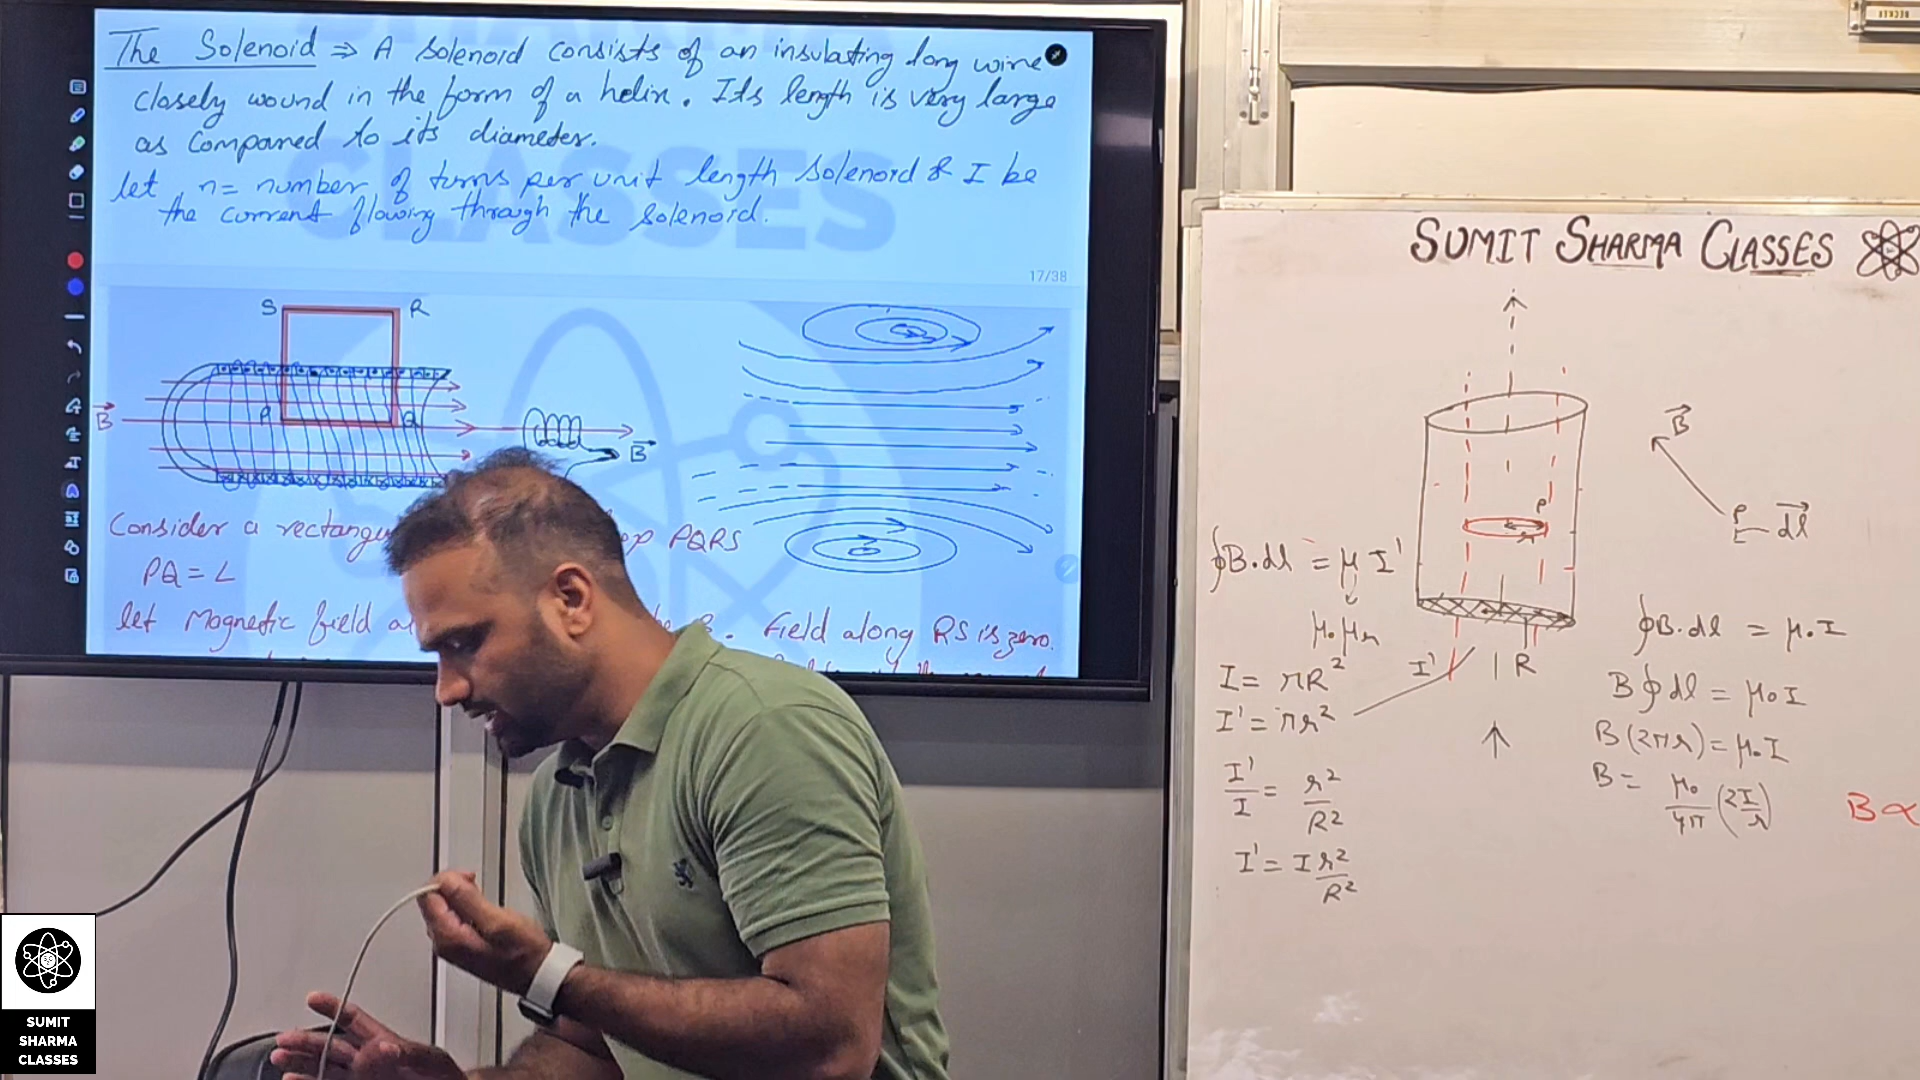 The Solenoid ⇒ A solenoid consists of an insulating long wire
closely wound in the form of a helix. Its length is very large
as compared to its diameter.
let n = number of turns per unit length solenoid & I be
the current flowing through the solenoid.
17/38
S R
P Q
B⃗
B⃗
Consider a rectangu op PQRS
PQ = L
let Magnetic field a B. Field along RS is zero.
SUMIT SHARMA CLASSES
B⃗
P dl⃗
P
r
∮B.dl = μ I'
μ₀μr
I = πR²
I' = πr²
I'/I = r²/R²
I' = I r²/R²
I' R
∮B.dl = μ₀I
B∮dl = μ₀I
B(2πr) = μ₀I
B = μ₀/4π (2I/r)
B ∝
SUMIT
SHARMA
CLASSES